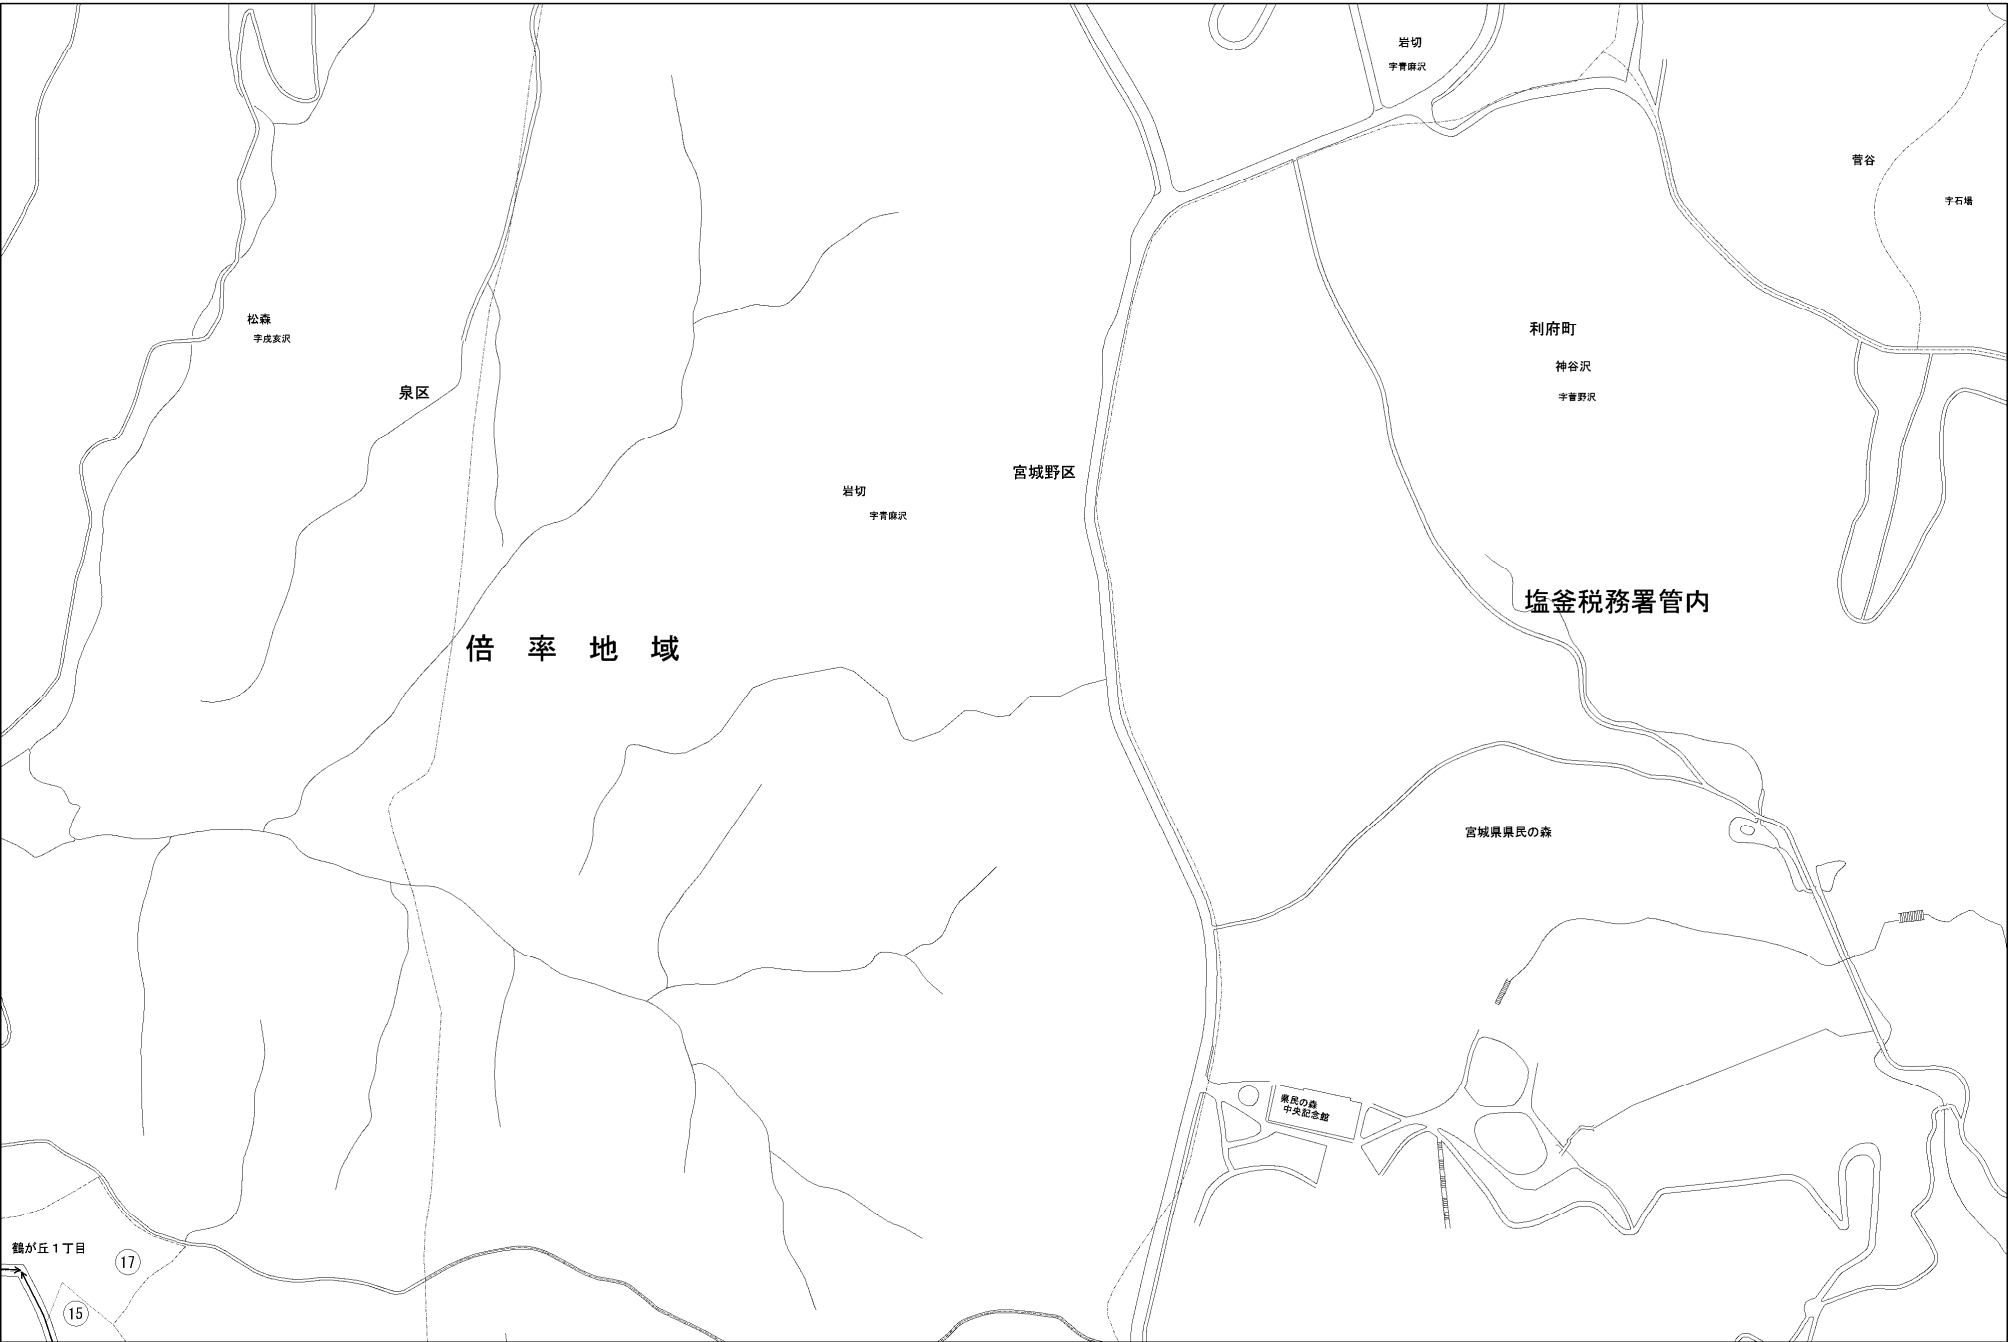 岩切
字青麻沢
菅谷
字石場
松森
字戌亥沢
利府町
神谷沢
字菅野沢
泉区
宮城野区
岩切
字青麻沢
塩釜税務署管内
倍率地域
宮城県県民の森
県民の森
中央記念館
鶴が丘1丁目
17
15